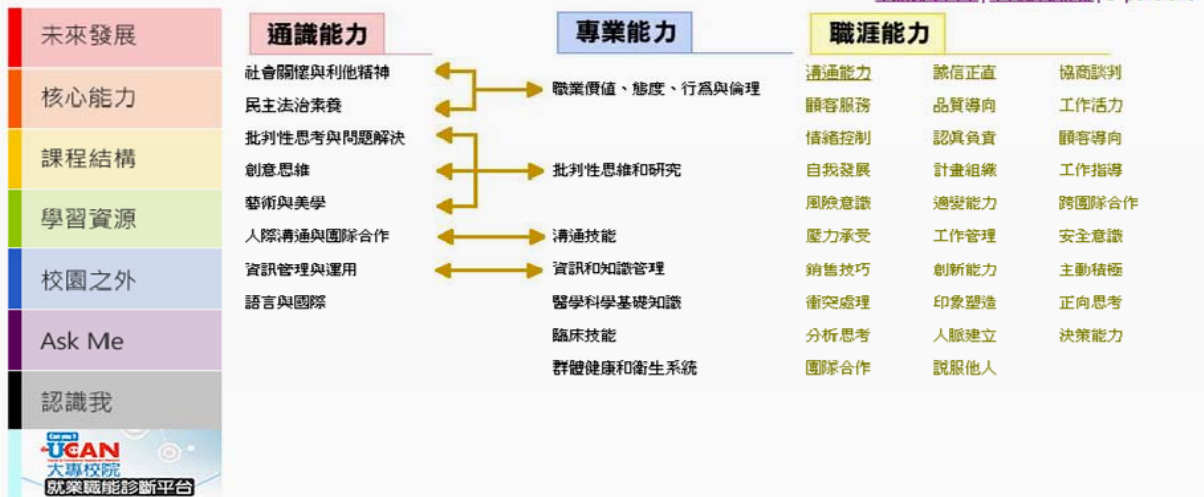 未來發展
核心能力
課程結構
學習資源
校園之外
Ask Me
認識我
UCAN
大專校院
就業職能診斷平台
通識能力
社會關懷與利他精神
民主法治素養
批判性思考與問題解決
創意思維
藝術與美學
人際溝通與團隊合作
資訊管理與運用
語言與國際
專業能力
職業價值、態度、行為與倫理
批判性思維和研究
溝通技能
資訊和知識管理
醫學科學基礎知識
臨床技能
群體健康和衛生系統
職涯能力
溝通能力 誠信正直 協商談判
顧客服務 品質導向 工作活力
情緒控制 認真負責 顧客導向
自我發展 計畫組織 工作指導
風險意識 適變能力 跨團隊合作
壓力承受 工作管理 安全意識
銷售技巧 創新能力 主動積極
衝突處理 印象塑造 正向思考
分析思考 人脈建立 決策能力
團隊合作 說服他人